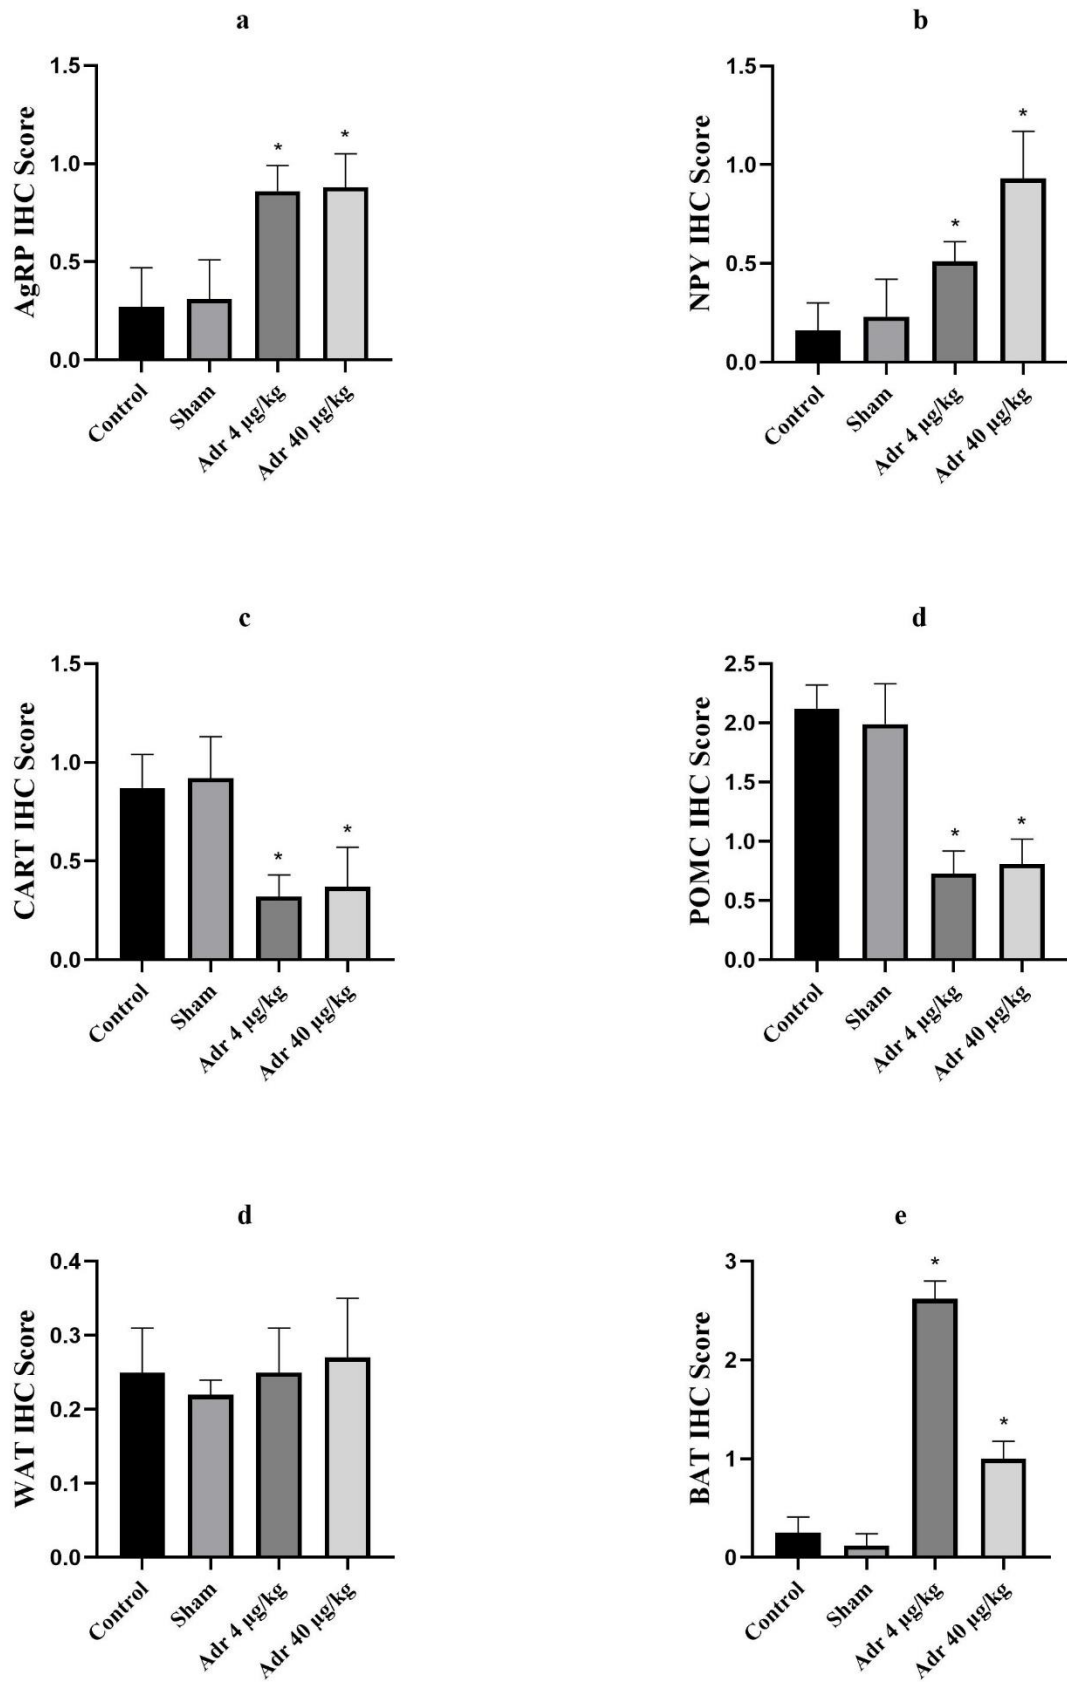 a
AgRP IHC Score
1.5
1.0
0.5
0.0
*
*
Control
Sham
Adr 4 µg/kg
Adr 40 µg/kg
b
NPY IHC Score
1.5
1.0
0.5
0.0
*
*
Control
Sham
Adr 4 µg/kg
Adr 40 µg/kg
c
CART IHC Score
1.5
1.0
0.5
0.0
*
*
Control
Sham
Adr 4 µg/kg
Adr 40 µg/kg
d
POMC IHC Score
2.5
2.0
1.5
1.0
0.5
0.0
*
*
Control
Sham
Adr 4 µg/kg
Adr 40 µg/kg
d
WAT IHC Score
0.4
0.3
0.2
0.1
0.0
Control
Sham
Adr 4 µg/kg
Adr 40 µg/kg
e
BAT IHC Score
3
2
1
0
*
*
Control
Sham
Adr 4 µg/kg
Adr 40 µg/kg